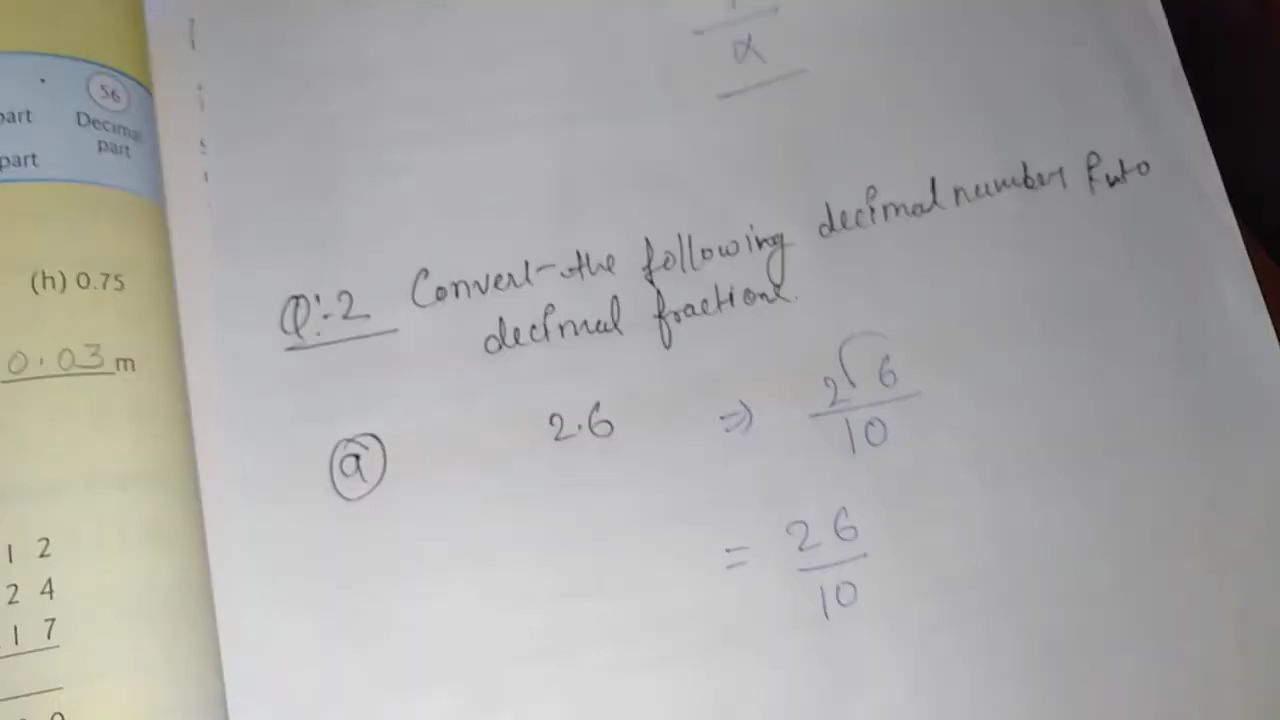 56
part
Decimal
part
part
(h) 0.75
0.03 m
1 2
2 4
1 7
α
Q:-2 Convert the following decimal number into
decimal fractions.
(a) 2.6 ⇒ 2 6
10
= 26
10